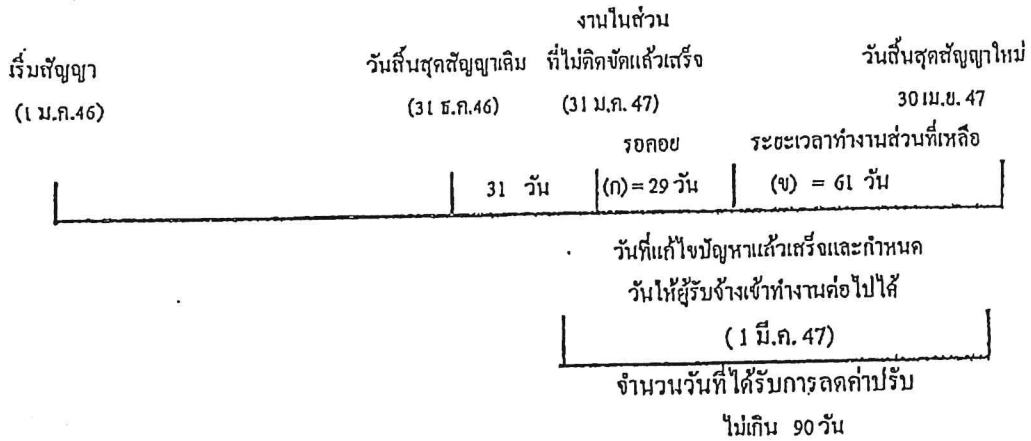 งานในส่วน
เริ่มสัญญา วันสิ้นสุดสัญญาเดิม ที่ไม่ติดขัดแล้วเสร็จ วันสิ้นสุดสัญญาใหม่
(1 ม.ค.46) (31 ธ.ค.46) (31 ม.ค. 47) 30 เม.ย. 47
รอคอย ระยะเวลาทำงานส่วนที่เหลือ
31 วัน (ก) = 29 วัน (ข) = 61 วัน
วันที่แก้ไขปัญหาแล้วเสร็จและกำหนด
วันให้ผู้รับจ้างเข้าทำงานต่อไปได้
(1 มี.ค. 47)
จำนวนวันที่ได้รับการลดค่าปรับ
ไม่เกิน 90 วัน